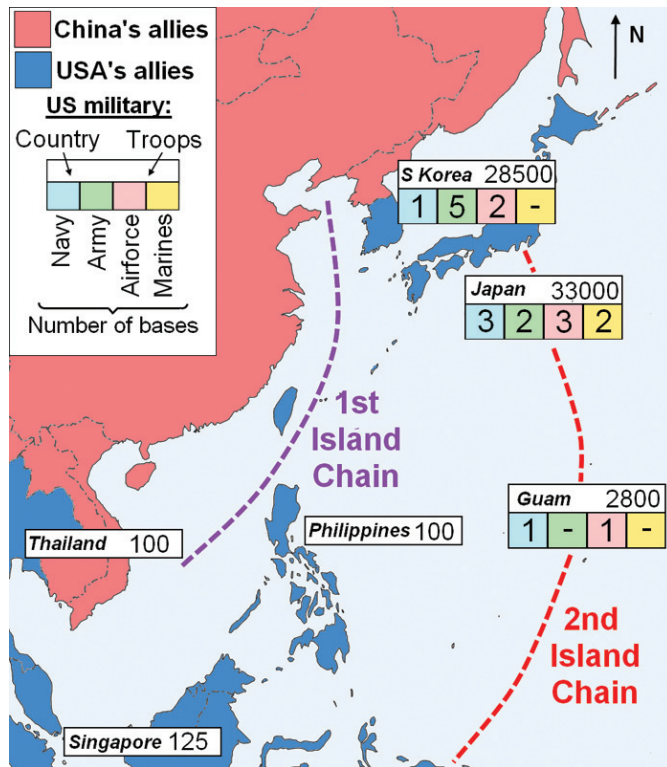 China's allies
USA's allies
US military:
Country Troops
Navy
Army
Airforce
Marines
Number of bases
N
S Korea 28500
1 5 2 -
Japan 33000
3 2 3 2
1st
Island
Chain
Guam 2800
1 - 1 -
Thailand 100
Philippines 100
2nd
Island
Chain
Singapore 125